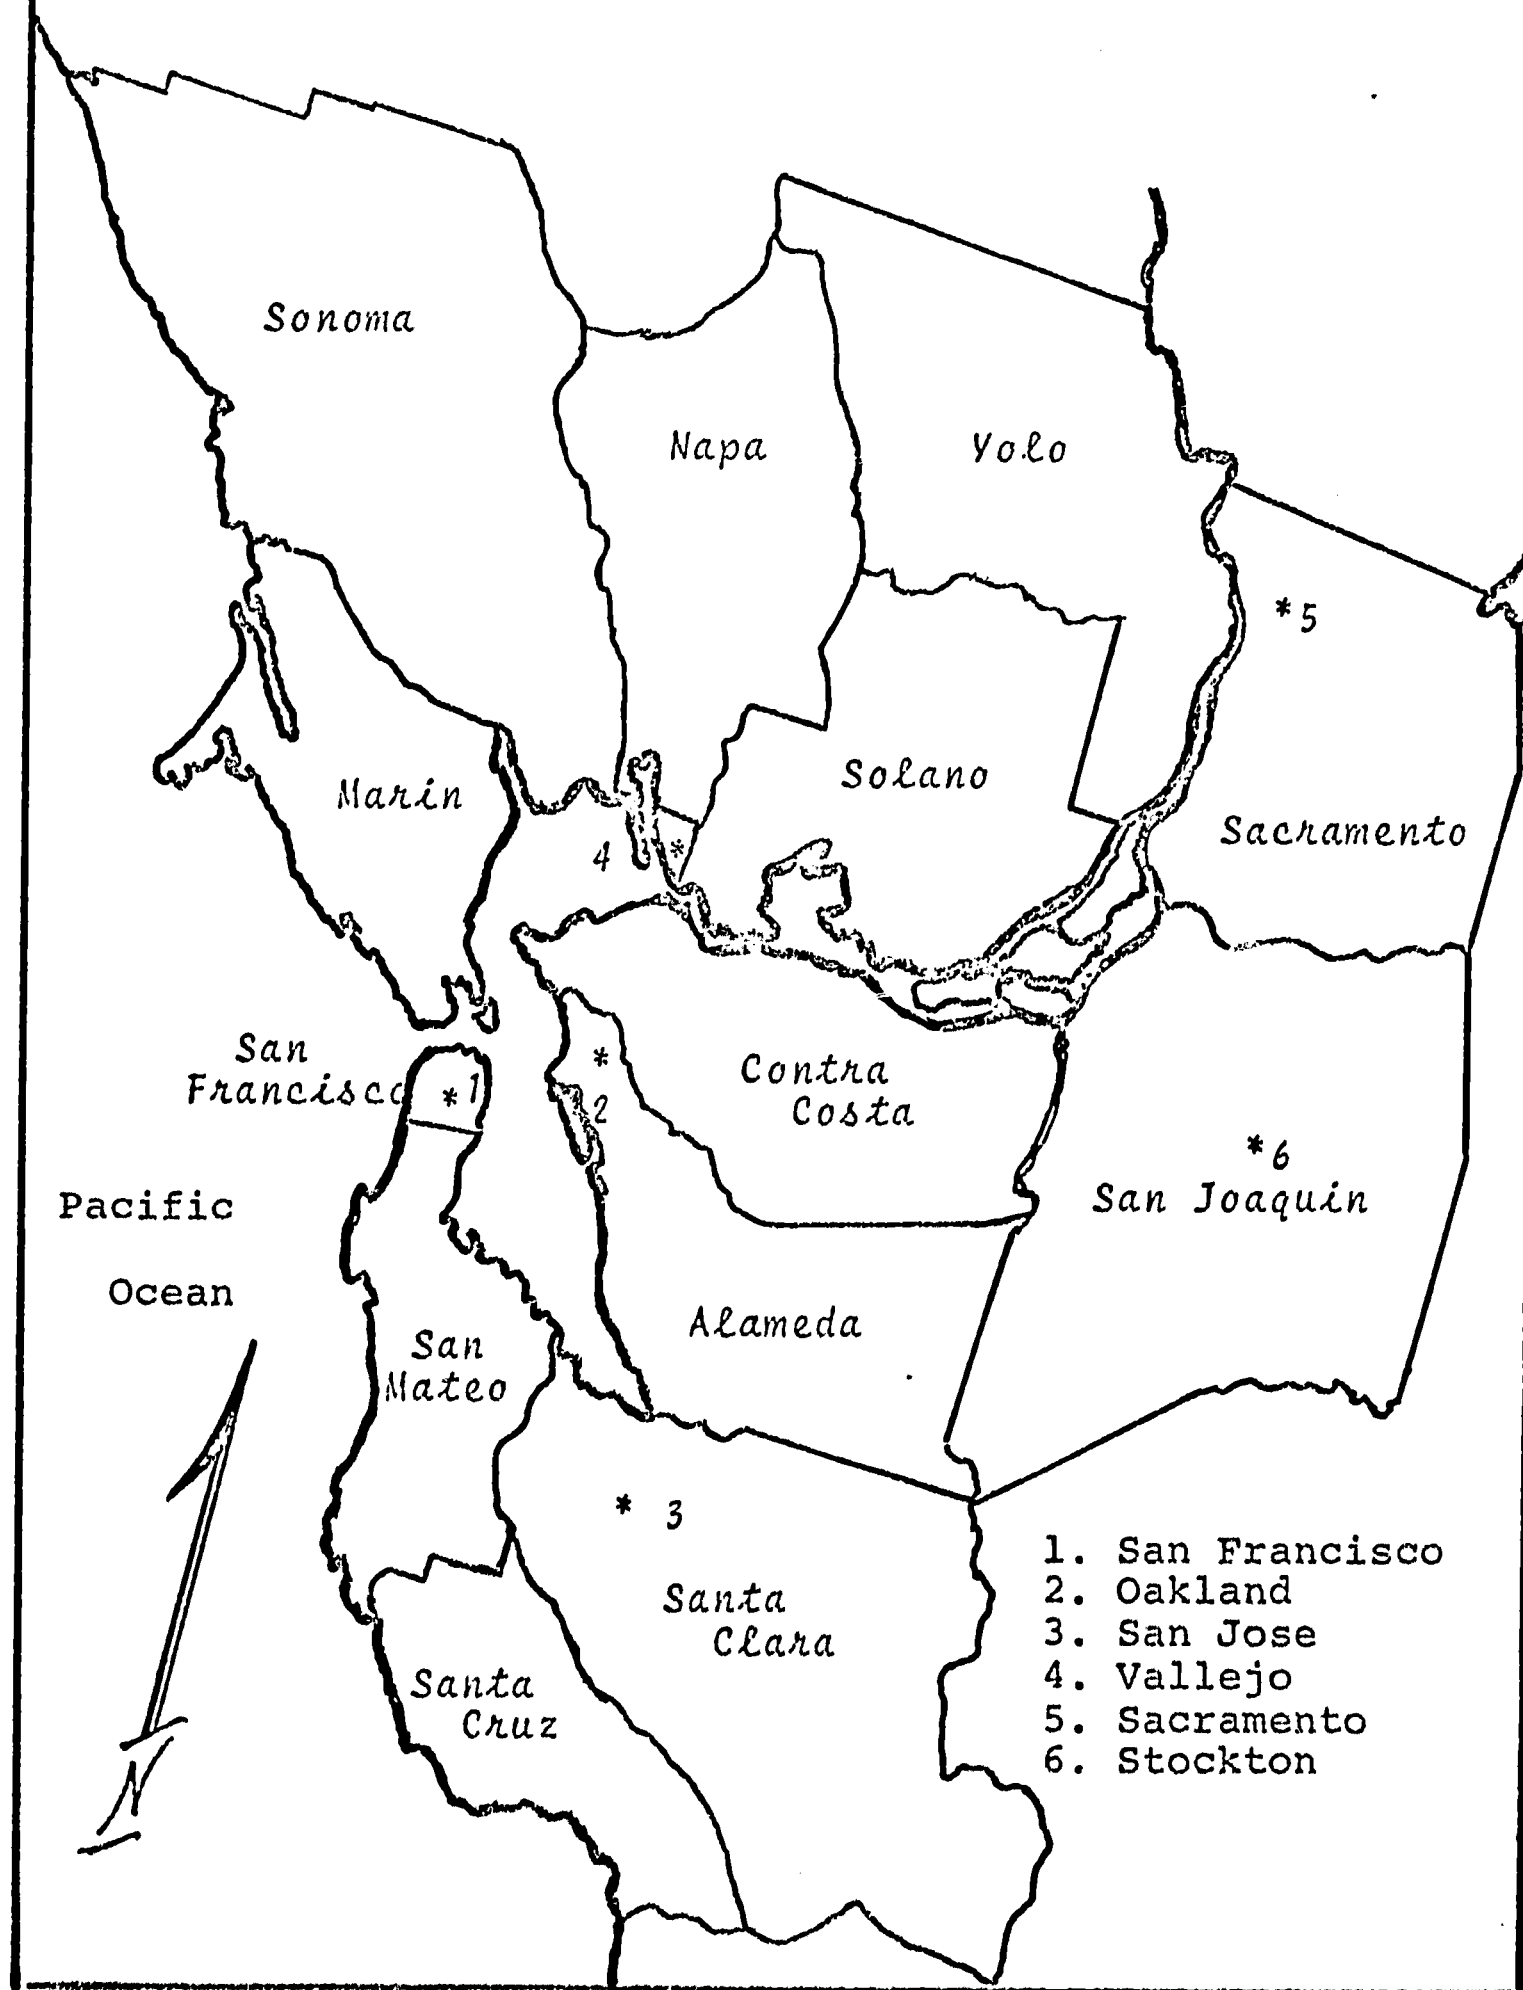 Sonoma
Napa
Yolo
*5
Marin
Solano
Sacramento
4 *
San
Francisco
*1
*
2
Contra
Costa
*6
San Joaquin
Pacific
Ocean
Alameda
San
Mateo
* 3
Santa
Clara
Santa
Cruz
N
1. San Francisco
2. Oakland
3. San Jose
4. Vallejo
5. Sacramento
6. Stockton